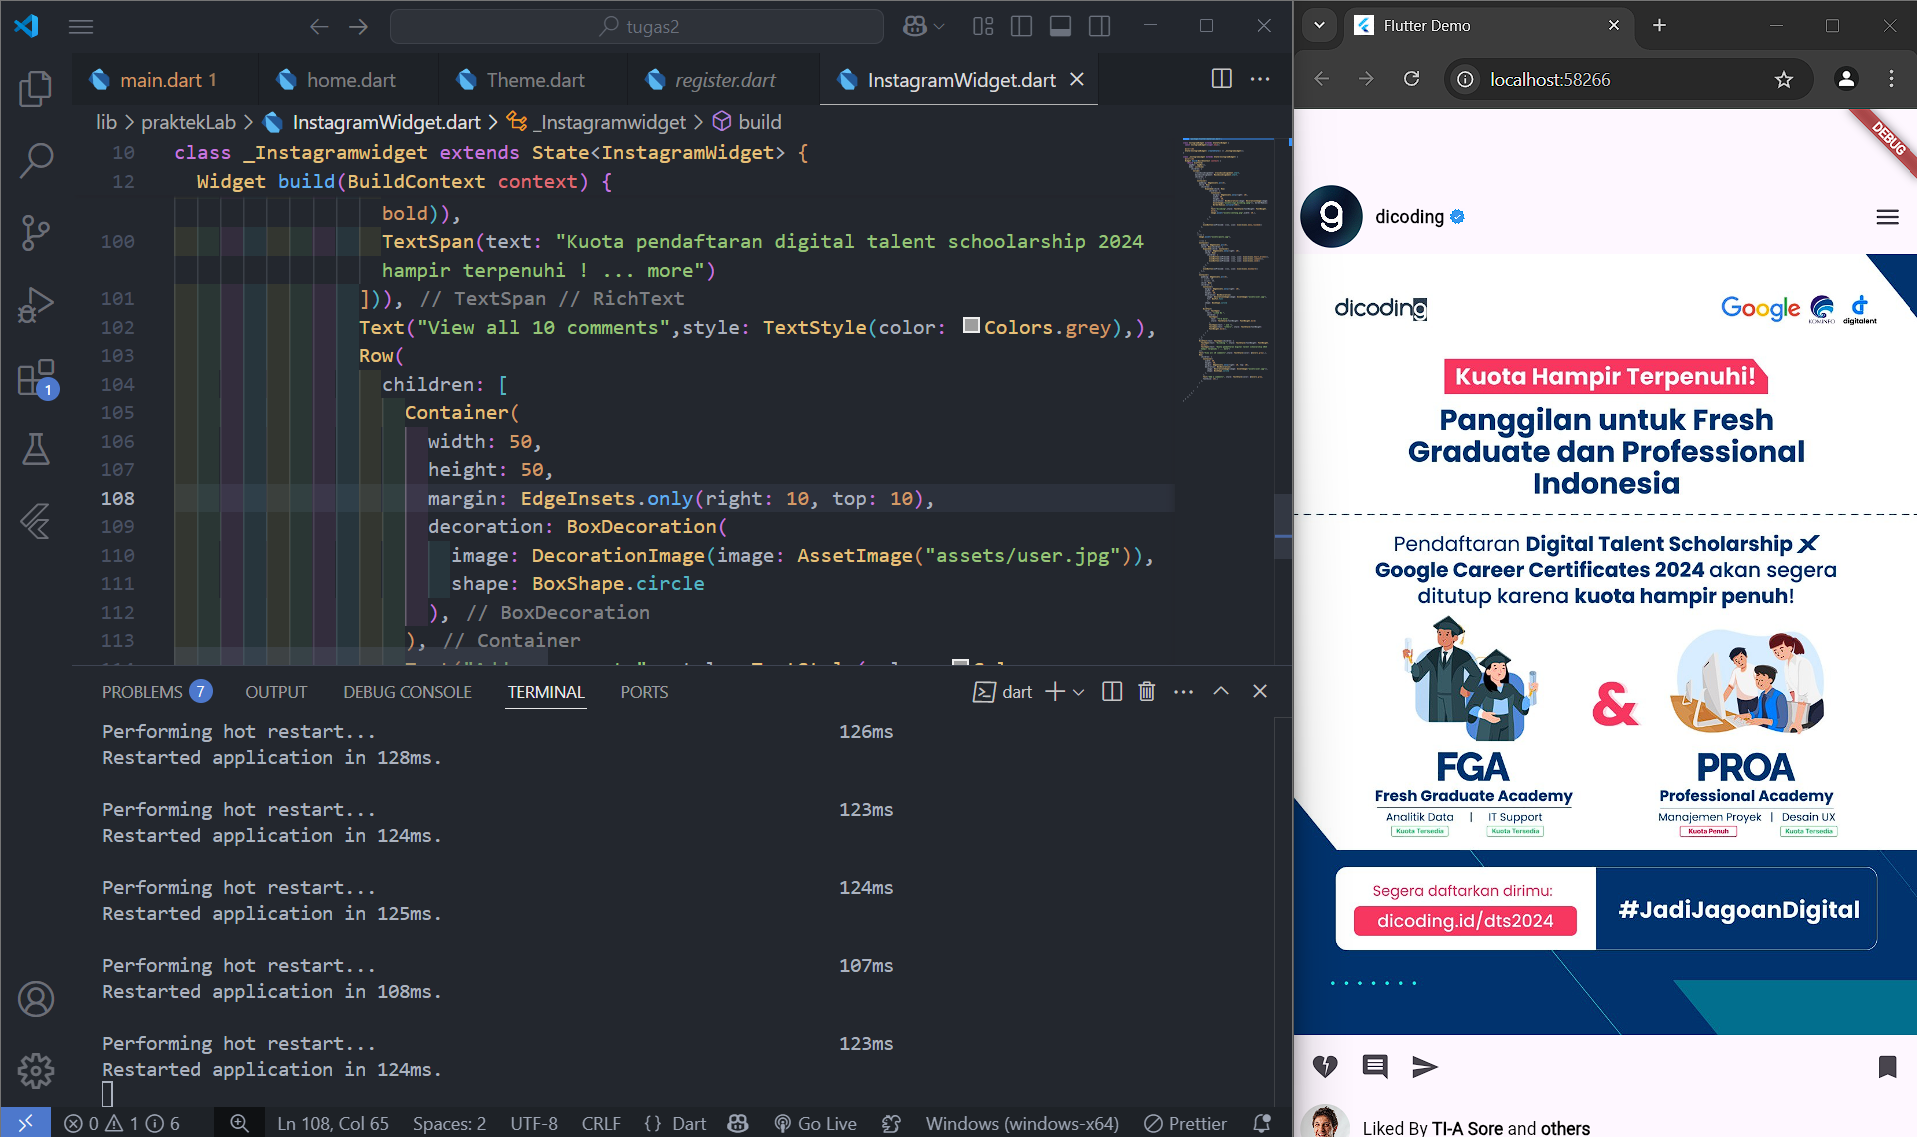 tugas2
main.dart 1
home.dart
Theme.dart
register.dart
InstagramWidget.dart
lib > praktekLab > InstagramWidget.dart > _Instagramwidget > build
10 class _Instagramwidget extends State<InstagramWidget> {
12 Widget build(BuildContext context) {
bold)),
100 TextSpan(text: "Kuota pendaftaran digital talent schoolarship 2024
hampir terpenuhi ! ... more")
101 ])), // TextSpan // RichText
102 Text("View all 10 comments",style: TextStyle(color: Colors.grey),),
103 Row(
104 children: [
105 Container(
106 width: 50,
107 height: 50,
108 margin: EdgeInsets.only(right: 10, top: 10),
109 decoration: BoxDecoration(
110 image: DecorationImage(image: AssetImage("assets/user.jpg")),
111 shape: BoxShape.circle
112 ), // BoxDecoration
113 ), // Container
1
PROBLEMS 7 OUTPUT DEBUG CONSOLE TERMINAL PORTS
dart
Performing hot restart... 126ms
Restarted application in 128ms.
Performing hot restart... 123ms
Restarted application in 124ms.
Performing hot restart... 124ms
Restarted application in 125ms.
Performing hot restart... 107ms
Restarted application in 108ms.
Performing hot restart... 123ms
Restarted application in 124ms.
0 1 6 Ln 108, Col 65 Spaces: 2 UTF-8 CRLF {} Dart Go Live Windows (windows-x64) Prettier
Flutter Demo
localhost:58266
DEBUG
g
dicoding
dicoding
Google KOMINFO digitalent
Kuota Hampir Terpenuhi!
Panggilan untuk Fresh
Graduate dan Professional
Indonesia
Pendaftaran Digital Talent Scholarship X
Google Career Certificates 2024 akan segera
ditutup karena kuota hampir penuh!
&
FGA
Fresh Graduate Academy
Analitik Data | IT Support
Kuota Tersedia Kuota Tersedia
PROA
Professional Academy
Manajemen Proyek | Desain UX
Kuota Penuh Kuota Tersedia
Segera daftarkan dirimu:
dicoding.id/dts2024
#JadiJagoanDigital
Liked By TI-A Sore and others